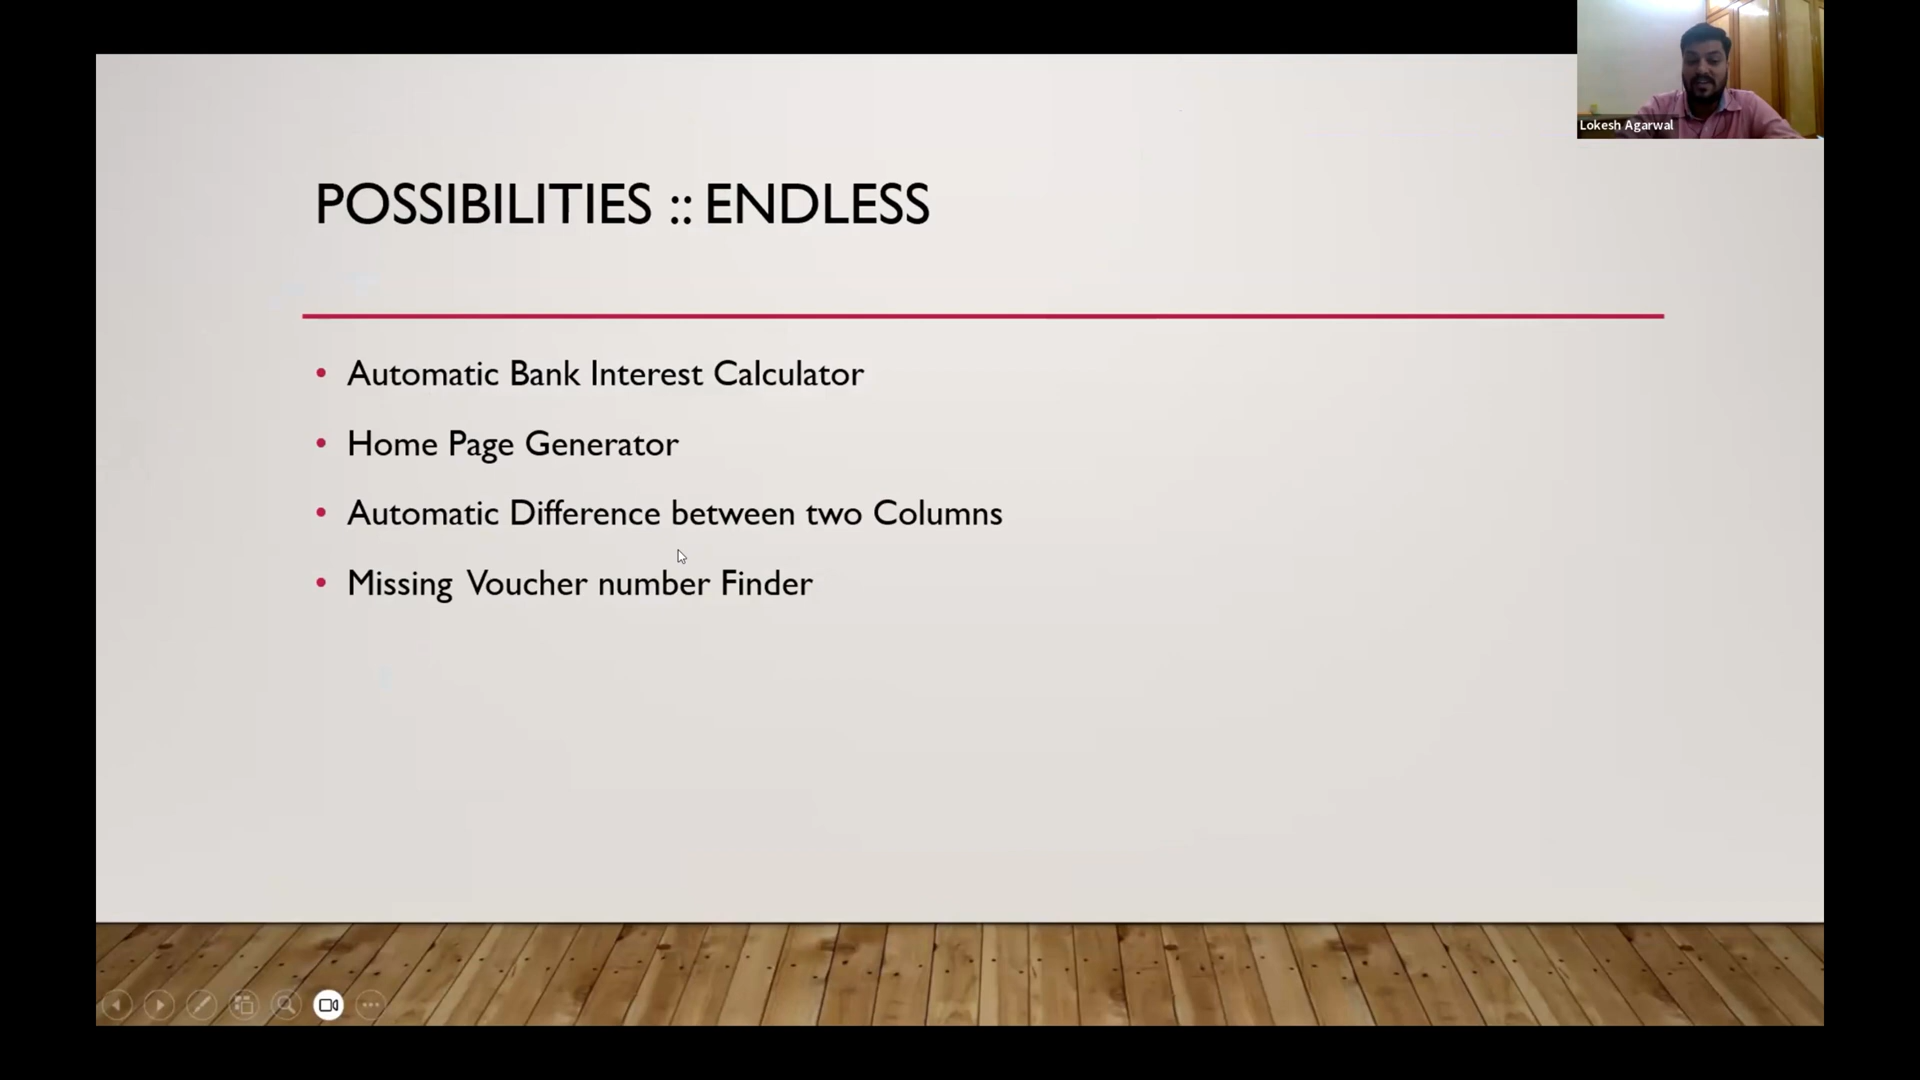 Lokesh Agarwal
POSSIBILITIES :: ENDLESS
• Automatic Bank Interest Calculator
• Home Page Generator
• Automatic Difference between two Columns
• Missing Voucher number Finder